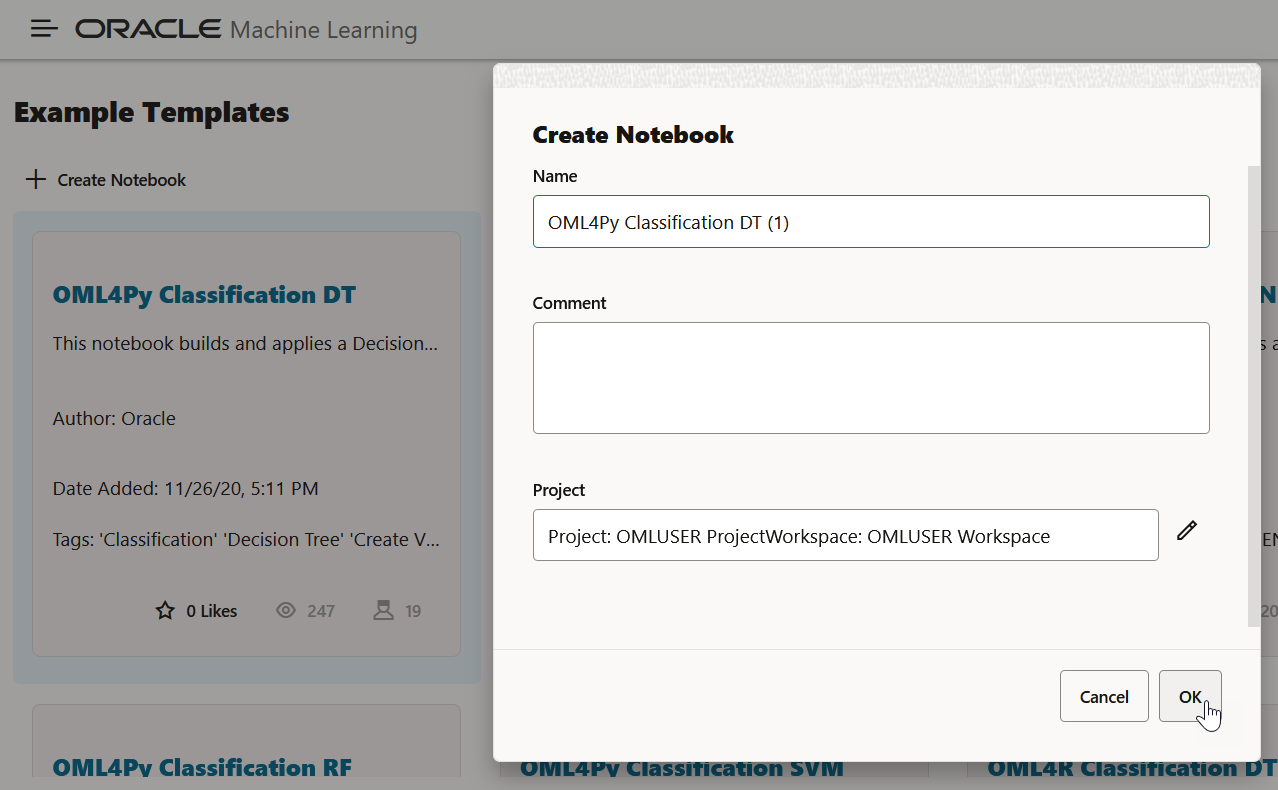 ORACLE Machine Learning
Example Templates
Create Notebook
OML4Py Classification DT
This notebook builds and applies a Decision...
Author: Oracle
Date Added: 11/26/20, 5:11 PM
Tags: 'Classification' 'Decision Tree' 'Create V...
0 Likes 247 19
OML4Py Classification RF
Create Notebook
Name
OML4Py Classification DT (1)
Comment
Project
Project: OMLUSER ProjectWorkspace: OMLUSER Workspace
Cancel OK
OML4Py Classification SVM
OML4R Classification DT